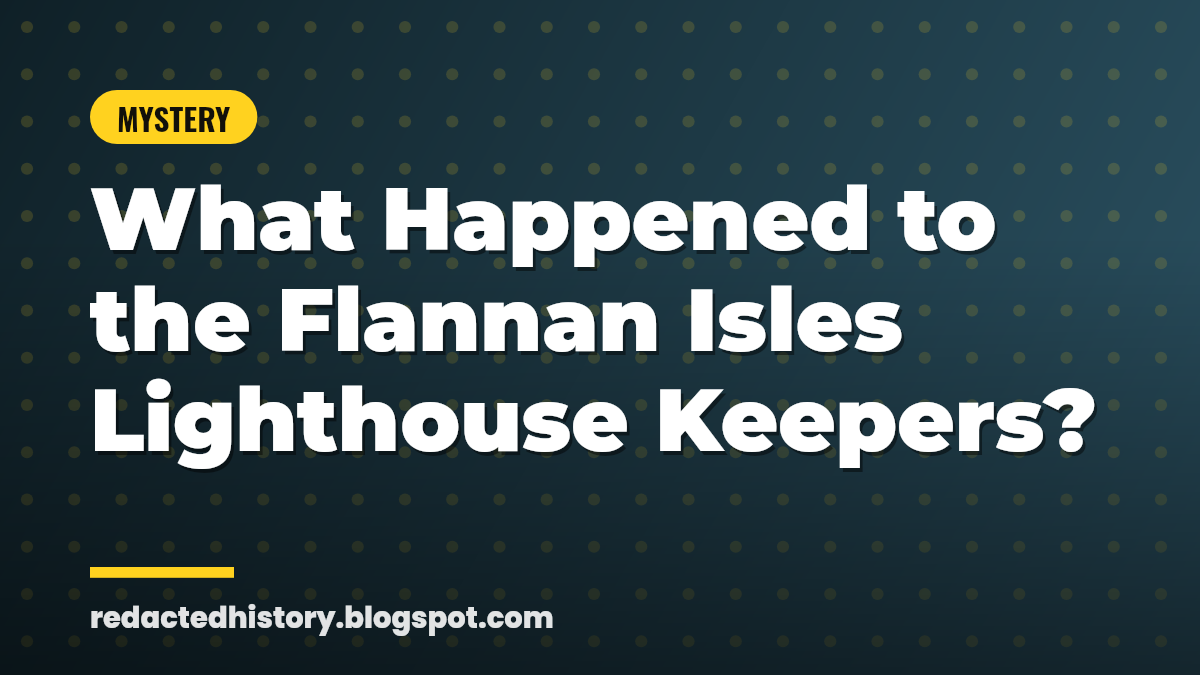 MYSTERY
What Happened to
the Flannan Isles
Lighthouse Keepers?
redactedhistory.blogspot.com